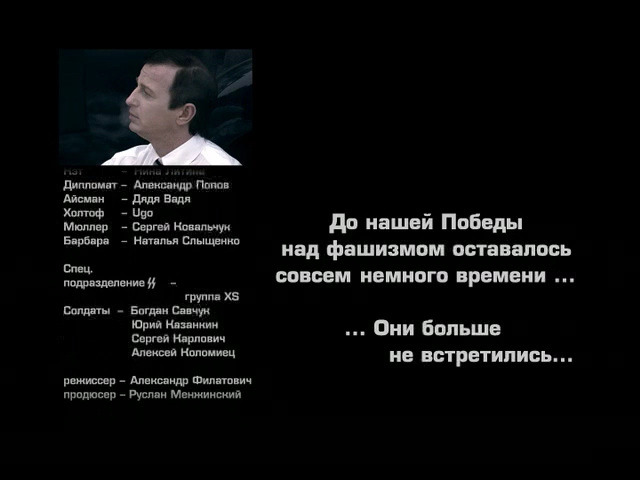 Дипломат – Александр Попов
Айсман – Дядя Вадя
Холтоф – Ugo
Мюллер – Сергей Ковальчук
Барбара – Наталья Слыщенко
Спец.
подразделение ᛋᛋ –
группа XS
Солдаты – Богдан Савчук
Юрий Казанкин
Сергей Карлович
Алексей Коломиец
режиссер – Александр Филатович
продюсер – Руслан Менжинский
До нашей Победы
над фашизмом оставалось
совсем немного времени ...
... Они больше
не встретились...